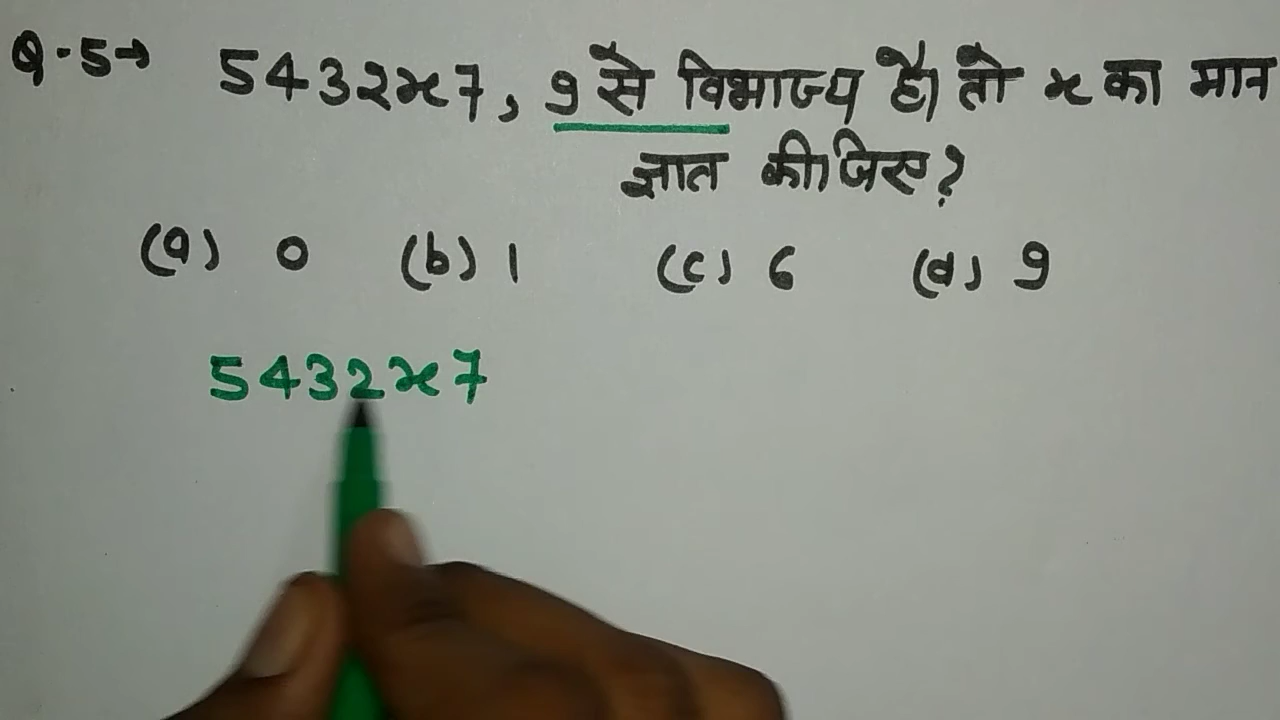 Q-5→ 5432x7, 9 से विभाज्य है। तो x का मान
ज्ञात कीजिए?
(a) 0 (b) 1 (c) 6 (d) 9
5432x7